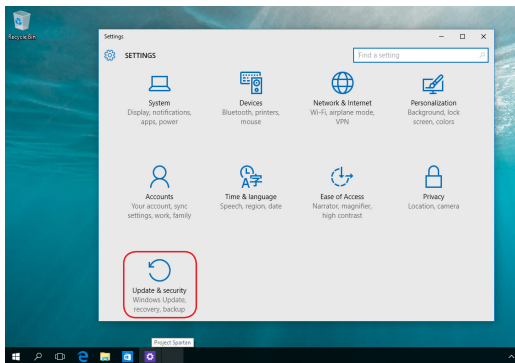 Recycle Bin
Settings
SETTINGS
Find a setting
System
Display, notifications,
apps, power
Devices
Bluetooth, printers,
mouse
Network & Internet
Wi-Fi, airplane mode,
VPN
Personalization
Background, lock
screen, colors
Accounts
Your account, sync
settings, work, family
Time & language
Speech, region, date
Ease of Access
Narrator, magnifier,
high contrast
Privacy
Location, camera
Update & security
Windows Update,
recovery, backup
Project Spartan